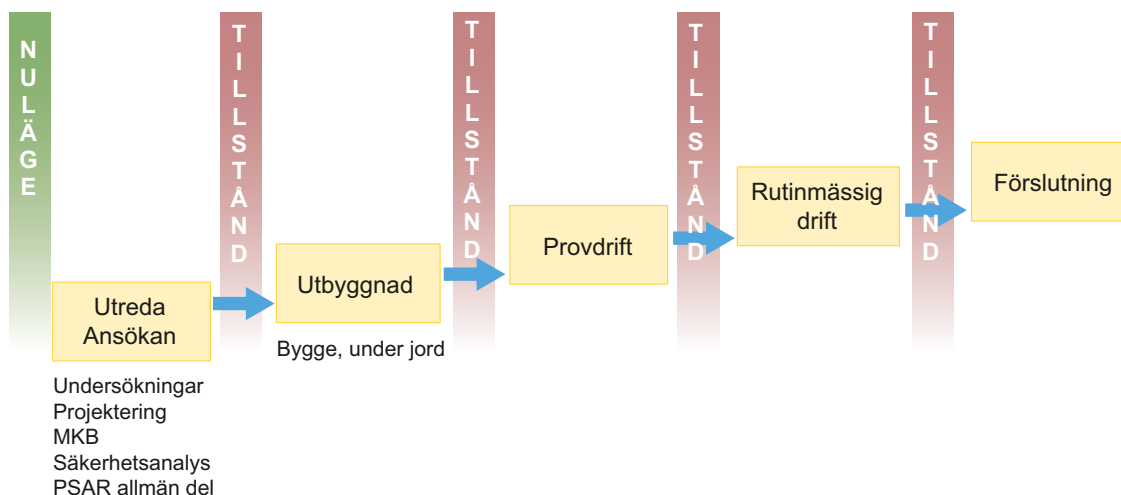 NULÄGE
TILLSTÅND
TILLSTÅND
TILLSTÅND
TILLSTÅND
Utreda
Ansökan
Undersökningar
Projektering
MKB
Säkerhetsanalys
PSAR allmän del
Utbyggnad
Bygge, under jord
Provdrift
Rutinmässig
drift
Förslutning